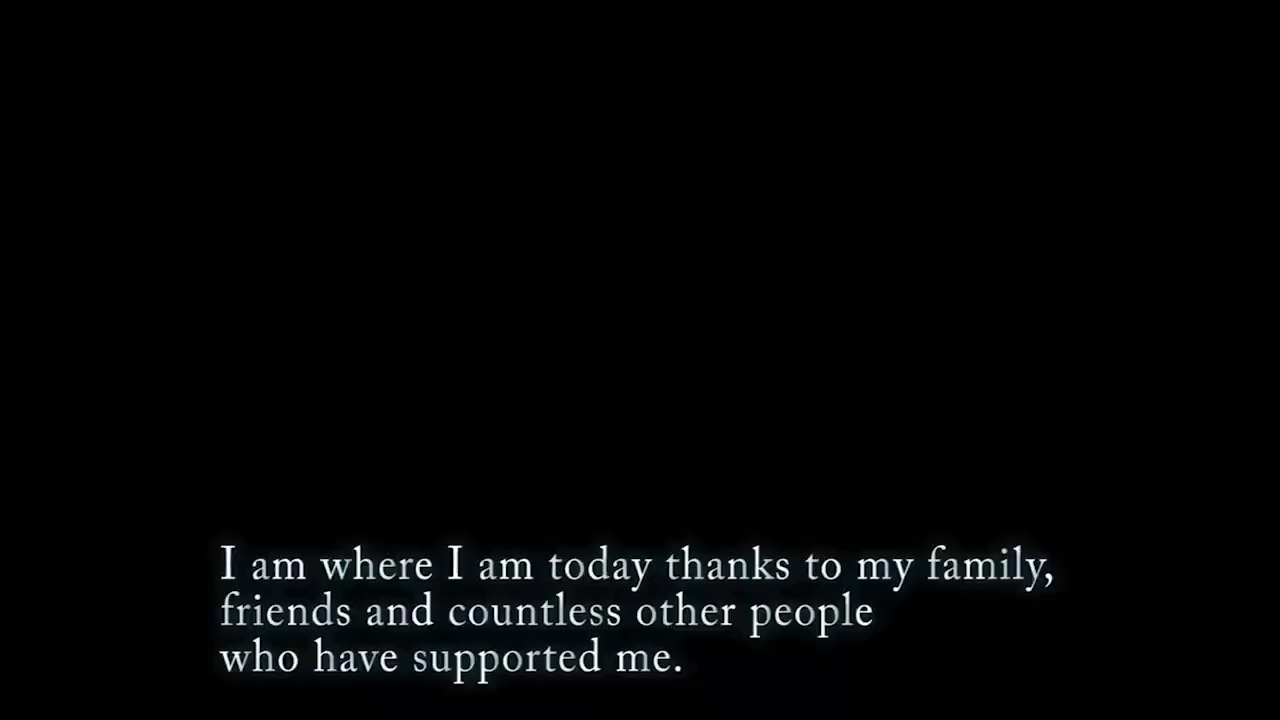 I am where I am today thanks to my family,
friends and countless other people
who have supported me.